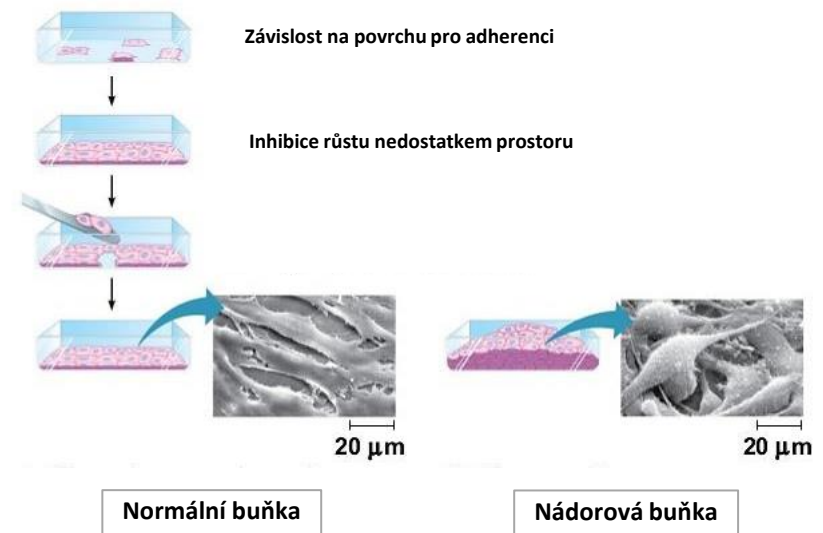 Závislost na povrchu pro adherenci
Inhibice růstu nedostatkem prostoru
20 µm
20 µm
Normální buňka
Nádorová buňka